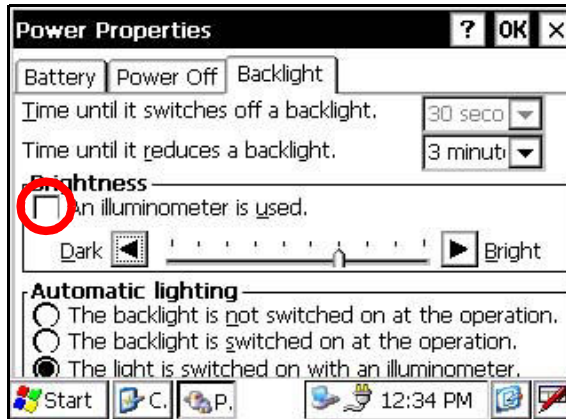 Power Properties ? OK ×
Battery Power Off Backlight
Time until it switches off a backlight. 30 seco
Time until it reduces a backlight. 3 minut
Brightness
An illuminometer is used.
Dark Bright
Automatic lighting
The backlight is not switched on at the operation.
The backlight is switched on at the operation.
The light is switched on with an illuminometer.
Start C. P. 12:34 PM